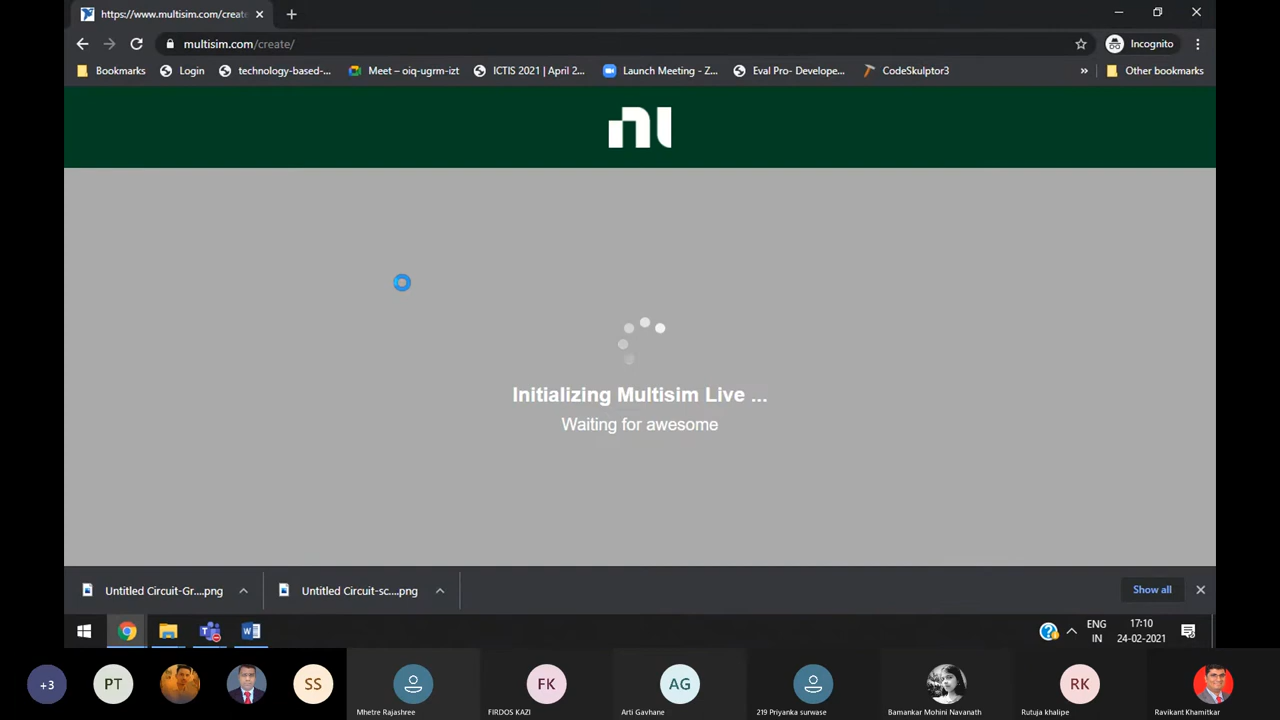 https://www.multisim.com/create
multisim.com/create/
Incognito
Bookmarks
Login
technology-based-...
Meet – oiq-ugrm-izt
ICTIS 2021 | April 2...
Launch Meeting - Z...
Eval Pro- Develope...
CodeSkulptor3
»
Other bookmarks
ni
Initializing Multisim Live ...
Waiting for awesome
Untitled Circuit-Gr....png
Untitled Circuit-sc....png
Show all
ENG
IN
17:10
24-02-2021
+3
PT
SS
FK
AG
RK
Mhetre Rajashree
FIRDOS KAZI
Arti Gavhane
219 Priyanka surwase
Bamankar Mohini Navanath
Rutuja khalipe
Ravikant Khamitkar